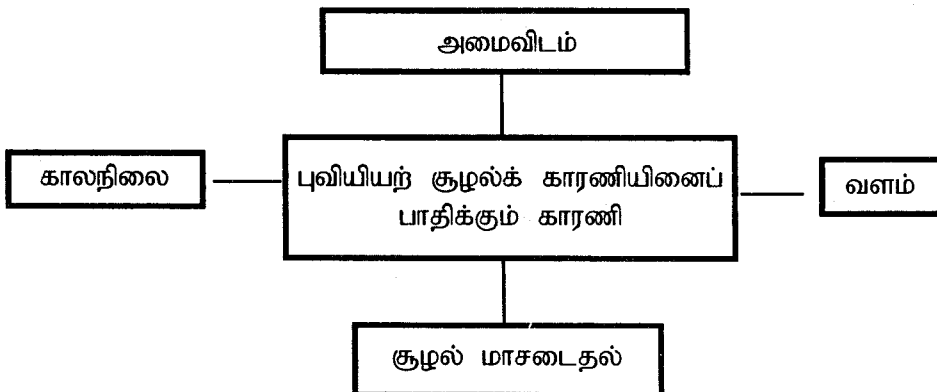 அமைவிடம்
காலநிலை
புவியியற் சூழல்க் காரணியினைப்
பாதிக்கும் காரணி
வளம்
சூழல் மாசடைதல்